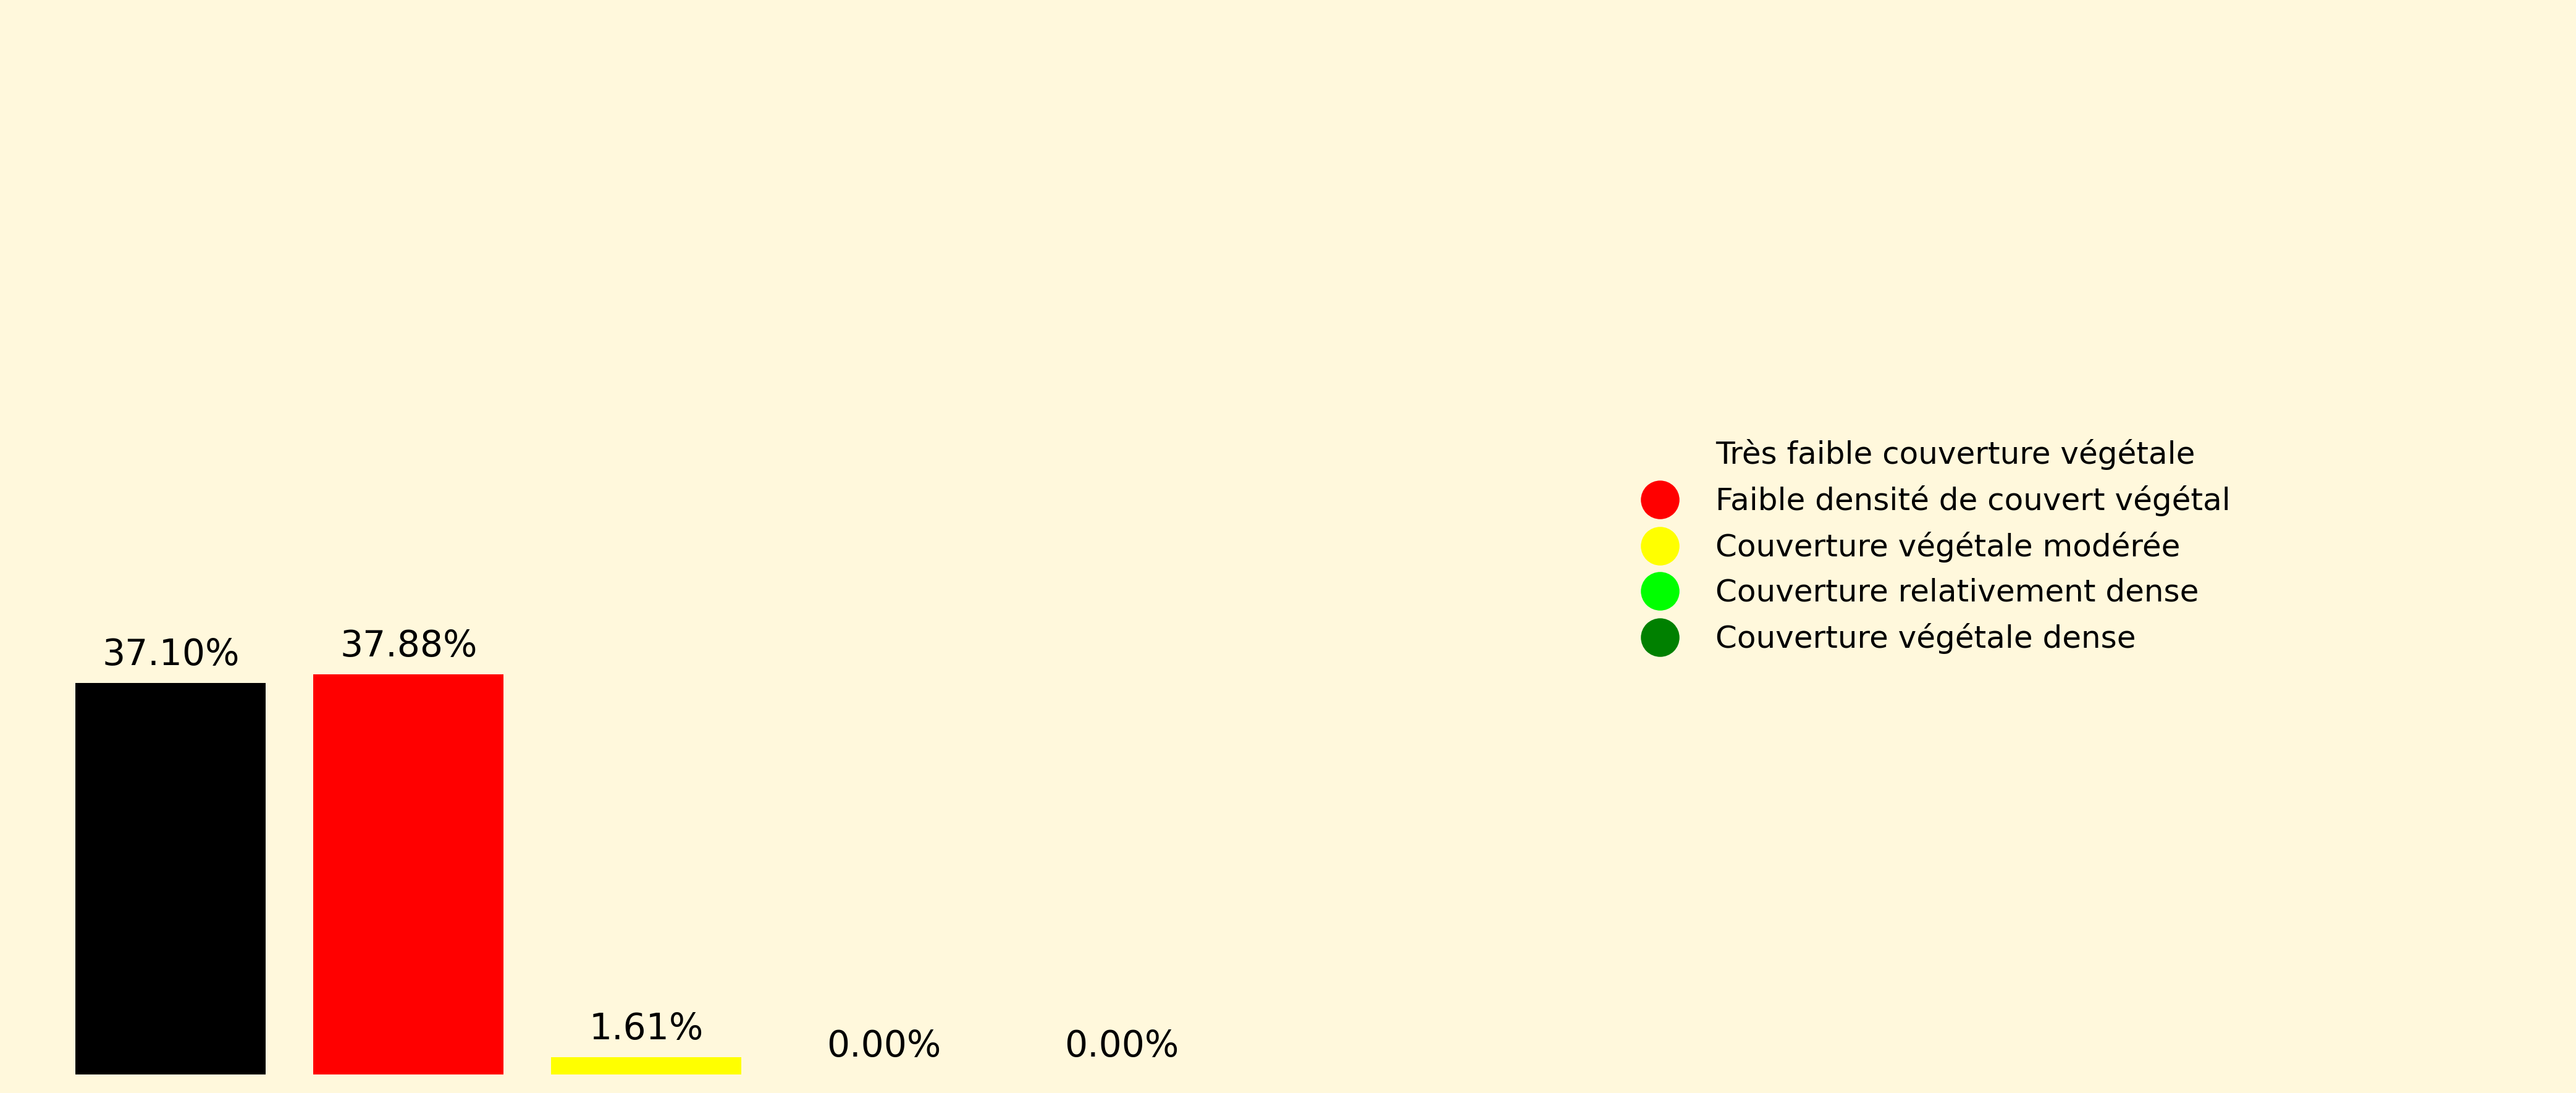 37.10%
37.88%
1.61%
0.00%
0.00%
Très faible couverture végétale
Faible densité de couvert végétal
Couverture végétale modérée
Couverture relativement dense
Couverture végétale dense